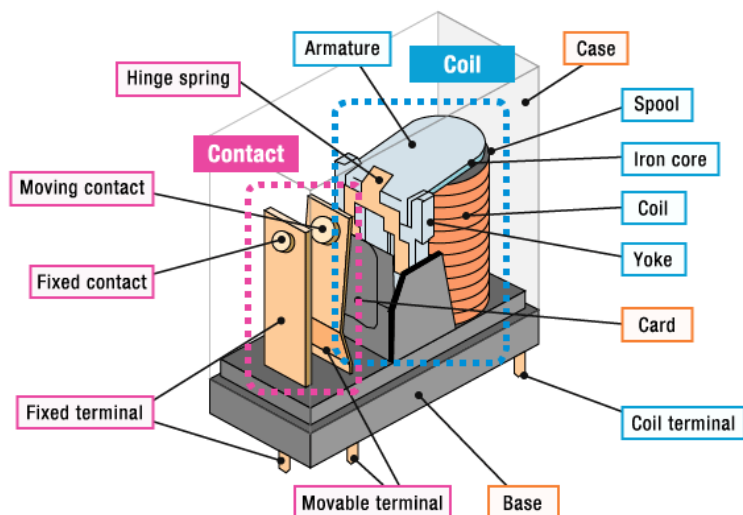 Armature
Coil
Case
Hinge spring
Spool
Contact
Iron core
Moving contact
Coil
Yoke
Fixed contact
Card
Fixed terminal
Coil terminal
Movable terminal
Base